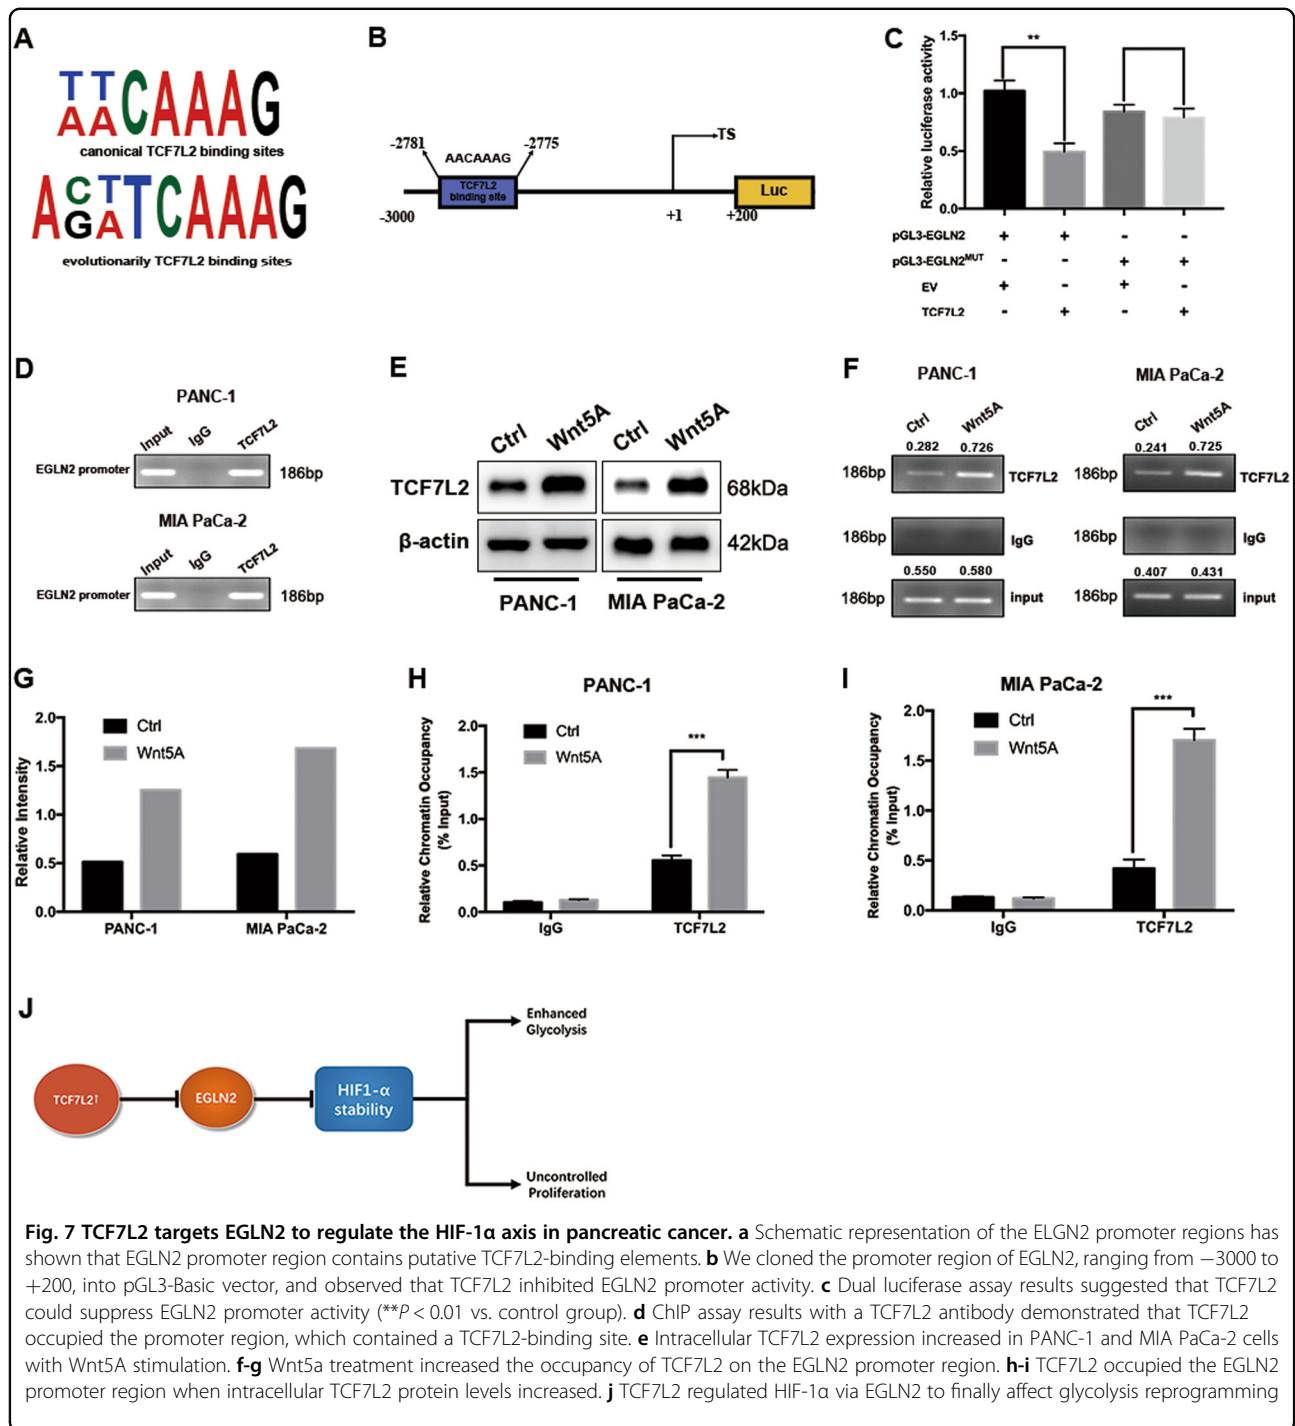 A
TTCAAAG
AA
canonical TCF7L2 binding sites
ACTTCAAAG
GA
evolutionarily TCF7L2 binding sites
B
-2781
-2775
AACAAAG
TCF7L2
binding site
TS
Luc
-3000
+1
+200
C
Relative luciferase activity
1.5
1.0
0.5
0.0
**
pGL3-EGLN2 + + - -
pGL3-EGLN2MUT - - + +
EV + - + -
TCF7L2 - + - +
D
PANC-1
Input IgG TCF7L2
EGLN2 promoter 186bp
MIA PaCa-2
Input IgG TCF7L2
EGLN2 promoter 186bp
E
Ctrl Wnt5A Ctrl Wnt5A
TCF7L2 68kDa
β-actin 42kDa
PANC-1 MIA PaCa-2
F
PANC-1
Ctrl Wnt5A
0.282 0.726
186bp TCF7L2
186bp IgG
0.550 0.580
186bp input
MIA PaCa-2
Ctrl Wnt5A
0.241 0.725
186bp TCF7L2
186bp IgG
0.407 0.431
186bp input
G
Relative Intensity
2.0
1.5
1.0
0.5
0.0
Ctrl
Wnt5A
PANC-1 MIA PaCa-2
H
PANC-1
Relative Chromatin Occupancy
(% Input)
2.0
1.5
1.0
0.5
0.0
Ctrl
Wnt5A
***
IgG TCF7L2
I
MIA PaCa-2
Relative Chromatin Occupancy
(% Input)
2.0
1.5
1.0
0.5
0.0
Ctrl
Wnt5A
***
IgG TCF7L2
J
TCF7L2↑
EGLN2
HIF1-α
stability
Enhanced
Glycolysis
Uncontrolled
Proliferation
Fig. 7 TCF7L2 targets EGLN2 to regulate the HIF-1α axis in pancreatic cancer. a Schematic representation of the ELGN2 promoter regions has
shown that EGLN2 promoter region contains putative TCF7L2-binding elements. b We cloned the promoter region of EGLN2, ranging from −3000 to
+200, into pGL3-Basic vector, and observed that TCF7L2 inhibited EGLN2 promoter activity. c Dual luciferase assay results suggested that TCF7L2
could suppress EGLN2 promoter activity (**P < 0.01 vs. control group). d ChIP assay results with a TCF7L2 antibody demonstrated that TCF7L2
occupied the promoter region, which contained a TCF7L2-binding site. e Intracellular TCF7L2 expression increased in PANC-1 and MIA PaCa-2 cells
with Wnt5A stimulation. f-g Wnt5a treatment increased the occupancy of TCF7L2 on the EGLN2 promoter region. h-i TCF7L2 occupied the EGLN2
promoter region when intracellular TCF7L2 protein levels increased. j TCF7L2 regulated HIF-1α via EGLN2 to finally affect glycolysis reprogramming